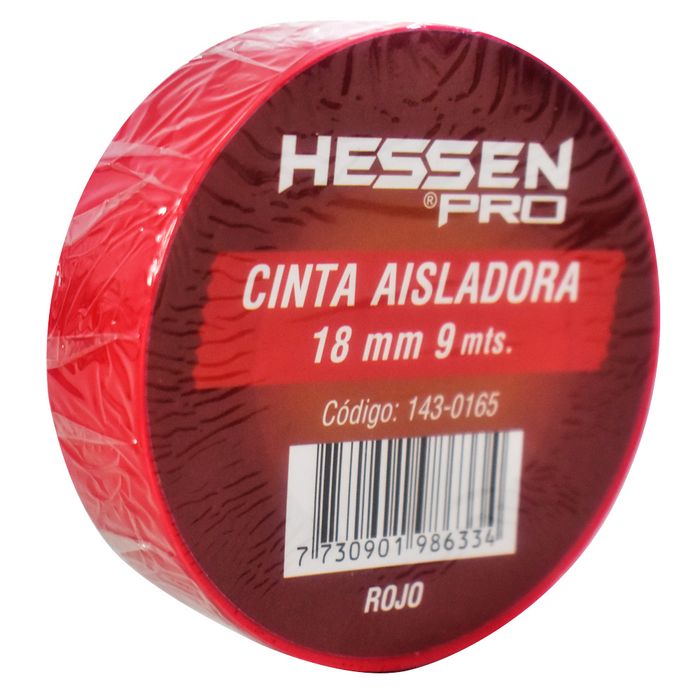 HESSEN
® PRO
CINTA AISLADORA
18 mm 9 mts.
Código: 143-0165
7 730901 986334
ROJO